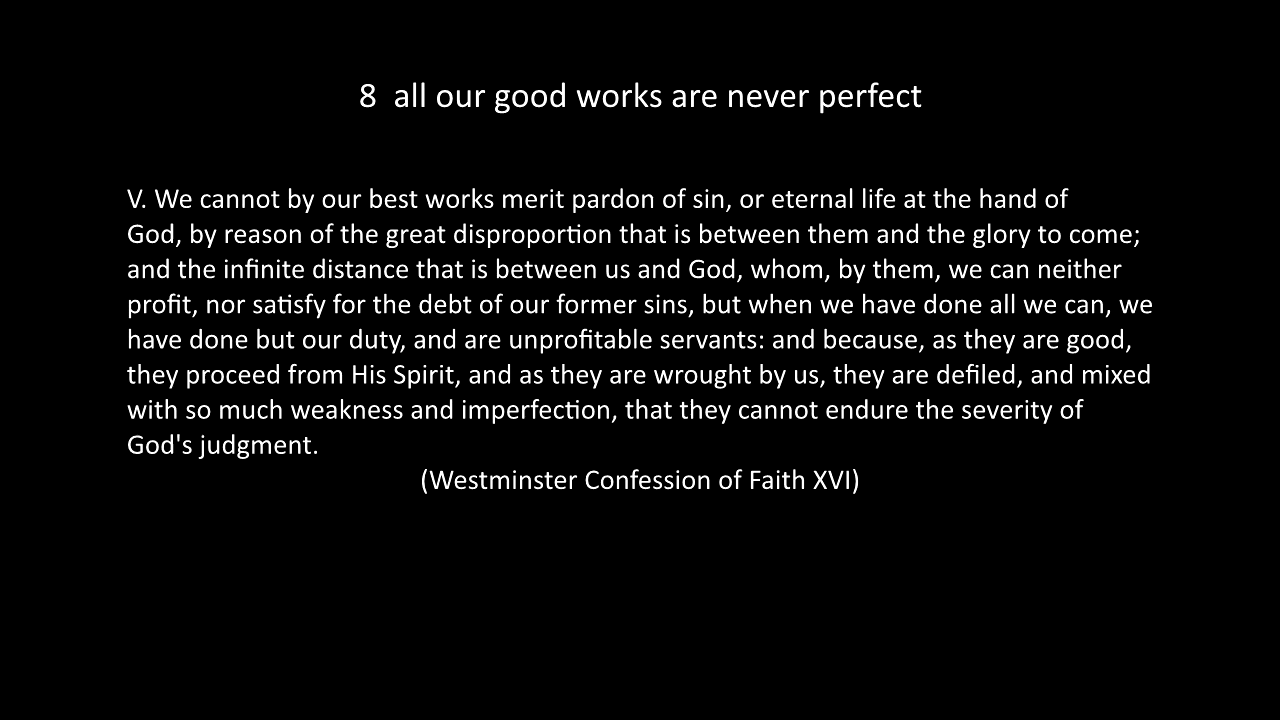 8 all our good works are never perfect
V. We cannot by our best works merit pardon of sin, or eternal life at the hand of
God, by reason of the great disproportion that is between them and the glory to come;
and the infinite distance that is between us and God, whom, by them, we can neither
profit, nor satisfy for the debt of our former sins, but when we have done all we can, we
have done but our duty, and are unprofitable servants: and because, as they are good,
they proceed from His Spirit, and as they are wrought by us, they are defiled, and mixed
with so much weakness and imperfection, that they cannot endure the severity of
God's judgment.
(Westminster Confession of Faith XVI)